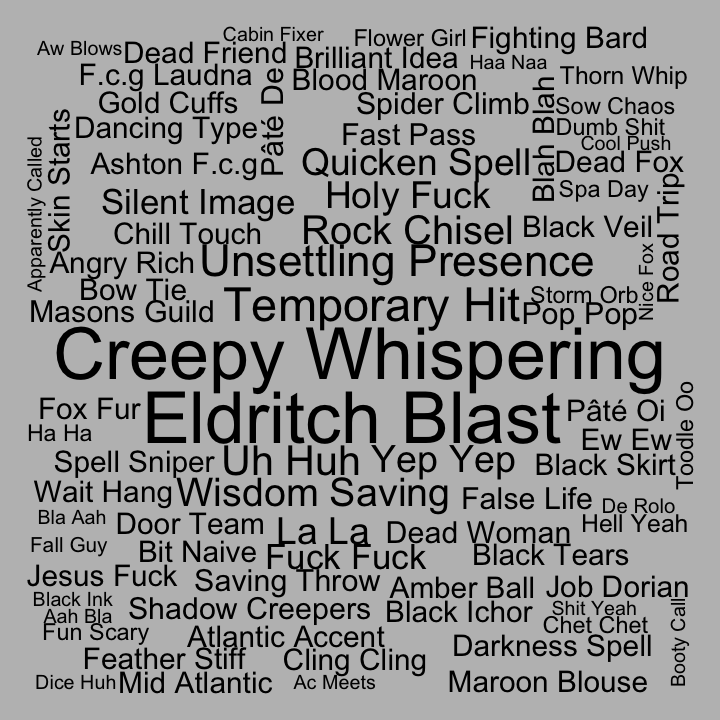 Cabin Fixer
Flower Girl
Fighting Bard
Aw Blows
Dead Friend
Brilliant Idea
Haa Naa
F.c.g Laudna
Pâté De
Blood Maroon
Thorn Whip
Gold Cuffs
Spider Climb
Blah Blah
Sow Chaos
Skin Starts
Dancing Type
Fast Pass
Dumb Shit
Cool Push
Apparently Called
Ashton F.c.g
Quicken Spell
Dead Fox
Silent Image
Holy Fuck
Spa Day
Road Trip
Chill Touch
Rock Chisel
Black Veil
Angry Rich
Unsettling Presence
Nice Fox
Bow Tie
Storm Orb
Masons Guild
Temporary Hit
Pop Pop
Creepy Whispering
Fox Fur
Eldritch Blast
Pâté Oi
Toodle Oo
Ha Ha
Ew Ew
Spell Sniper
Uh Huh
Yep Yep
Black Skirt
Wait Hang
Wisdom Saving
False Life
De Rolo
Bla Aah
Door Team
La La
Dead Woman
Hell Yeah
Fall Guy
Bit Naive
Fuck Fuck
Black Tears
Jesus Fuck
Saving Throw
Amber Ball
Job Dorian
Black Ink
Shadow Creepers
Black Ichor
Shit Yeah
Aah Bla
Chet Chet
Booty Call
Fun Scary
Atlantic Accent
Darkness Spell
Feather Stiff
Cling Cling
Dice Huh
Mid Atlantic
Ac Meets
Maroon Blouse